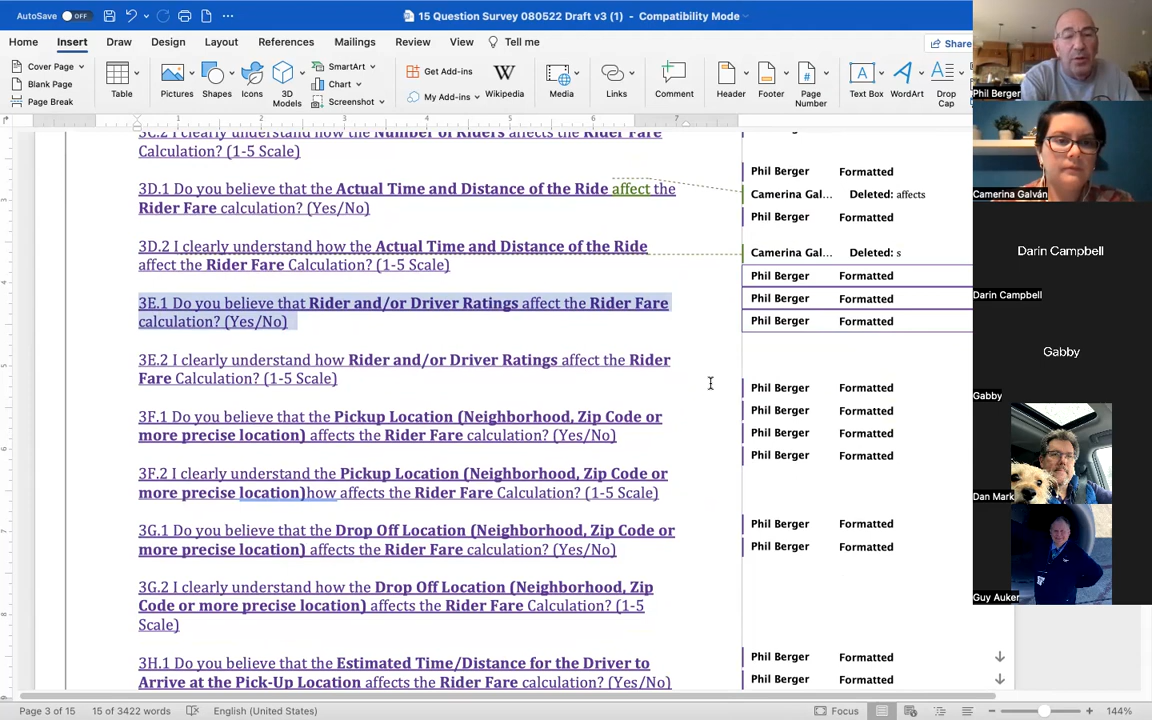 AutoSave OFF
15 Question Survey 080522 Draft v3 (1) - Compatibility Mode
Home Insert Draw Design Layout References Mailings Review View Tell me
Share
Cover Page
Blank Page
Page Break
Table
Pictures
Shapes
Icons
3D
Models
SmartArt
Chart
Screenshot
Get Add-ins
My Add-ins
Wikipedia
Media
Links
Comment
Header
Footer
Page
Number
Text Box
WordArt
Drop
Cap
3C.2 I clearly understand how the Number of Riders affects the Rider Fare
Calculation? (1-5 Scale)
3D.1 Do you believe that the Actual Time and Distance of the Ride affect the
Rider Fare calculation? (Yes/No)
3D.2 I clearly understand how the Actual Time and Distance of the Ride
affect the Rider Fare Calculation? (1-5 Scale)
3E.1 Do you believe that Rider and/or Driver Ratings affect the Rider Fare
calculation? (Yes/No)
3E.2 I clearly understand how Rider and/or Driver Ratings affect the Rider
Fare Calculation? (1-5 Scale)
3F.1 Do you believe that the Pickup Location (Neighborhood, Zip Code or
more precise location) affects the Rider Fare calculation? (Yes/No)
3F.2 I clearly understand the Pickup Location (Neighborhood, Zip Code or
more precise location)how affects the Rider Fare Calculation? (1-5 Scale)
3G.1 Do you believe that the Drop Off Location (Neighborhood, Zip Code or
more precise location) affects the Rider Fare calculation? (Yes/No)
3G.2 I clearly understand how the Drop Off Location (Neighborhood, Zip
Code or more precise location) affects the Rider Fare Calculation? (1-5
Scale)
3H.1 Do you believe that the Estimated Time/Distance for the Driver to
Arrive at the Pick-Up Location affects the Rider Fare calculation? (Yes/No)
Phil Berger Formatted
Camerina Gal... Deleted: affects
Phil Berger Formatted
Camerina Gal... Deleted: s
Phil Berger Formatted
Phil Berger Formatted
Phil Berger Formatted
Phil Berger Formatted
Phil Berger Formatted
Phil Berger Formatted
Phil Berger Formatted
Phil Berger Formatted
Phil Berger Formatted
Phil Berger Formatted
Phil Berger Formatted
Phil Berger
Camerina Galván
Darin Campbell
Darin Campbell
Gabby
Gabby
Dan Mark
Guy Auker
Page 3 of 15 15 of 3422 words English (United States) Focus 144%